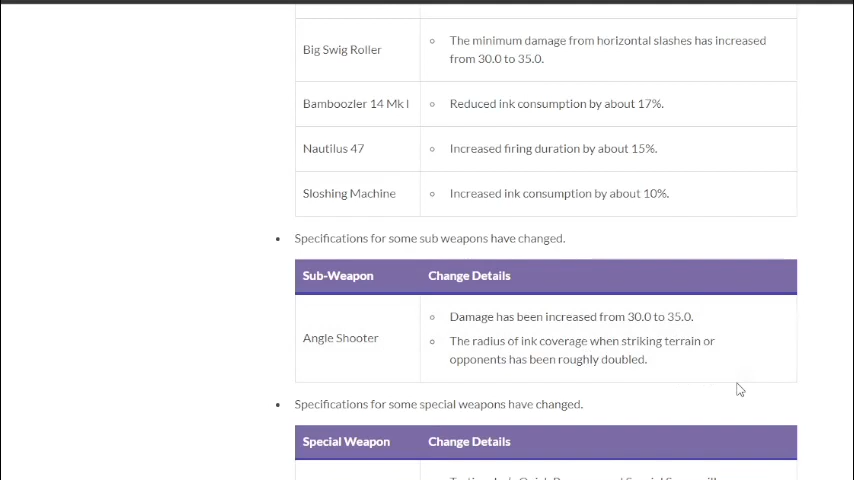 Big Swig Roller
The minimum damage from horizontal slashes has increased
from 30.0 to 35.0.
Bamboozler 14 Mk I
Reduced ink consumption by about 17%.
Nautilus 47
Increased firing duration by about 15%.
Sloshing Machine
Increased ink consumption by about 10%.
Specifications for some sub weapons have changed.
Sub-Weapon
Change Details
Angle Shooter
Damage has been increased from 30.0 to 35.0.
The radius of ink coverage when striking terrain or
opponents has been roughly doubled.
Specifications for some special weapons have changed.
Special Weapon
Change Details